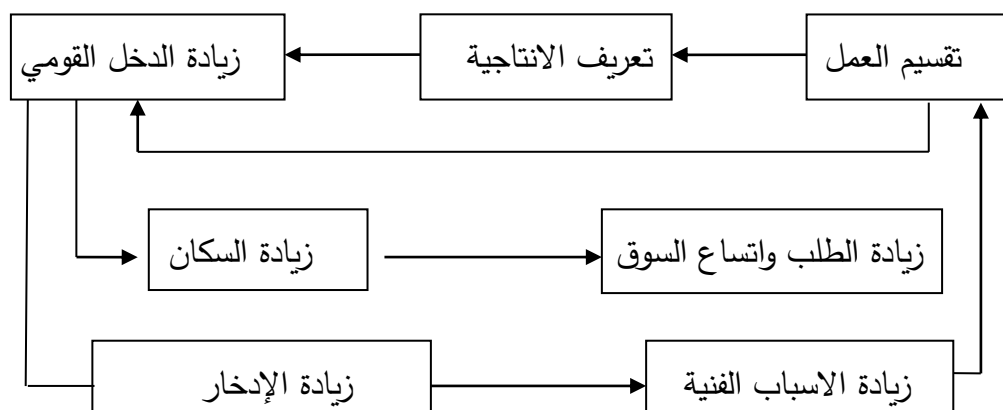 تقسيم العمل
تعريف الانتاجية
زيادة الدخل القومي
زيادة السكان
زيادة الطلب واتساع السوق
زيادة الإدخار
زيادة الاسباب الفنية